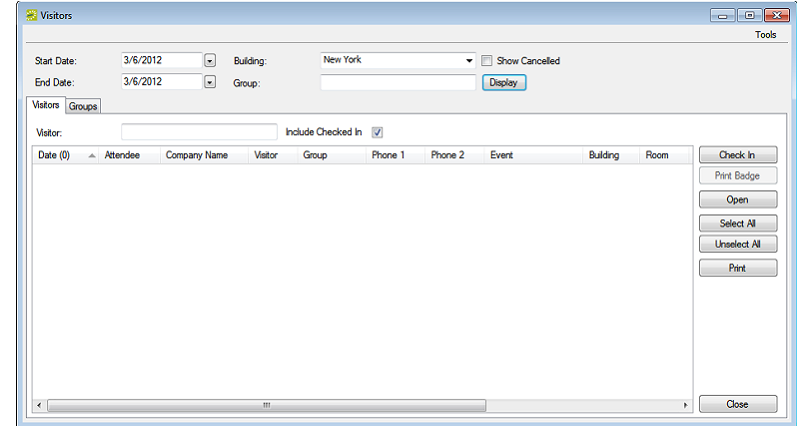 Visitors
Tools
Start Date: 3/6/2012 Building: New York Show Cancelled
End Date: 3/6/2012 Group: Display
Visitors Groups
Visitor: Include Checked In
Date (0) Attendee Company Name Visitor Group Phone 1 Phone 2 Event Building Room Check In
Print Badge
Open
Select All
Unselect All
Print
Close